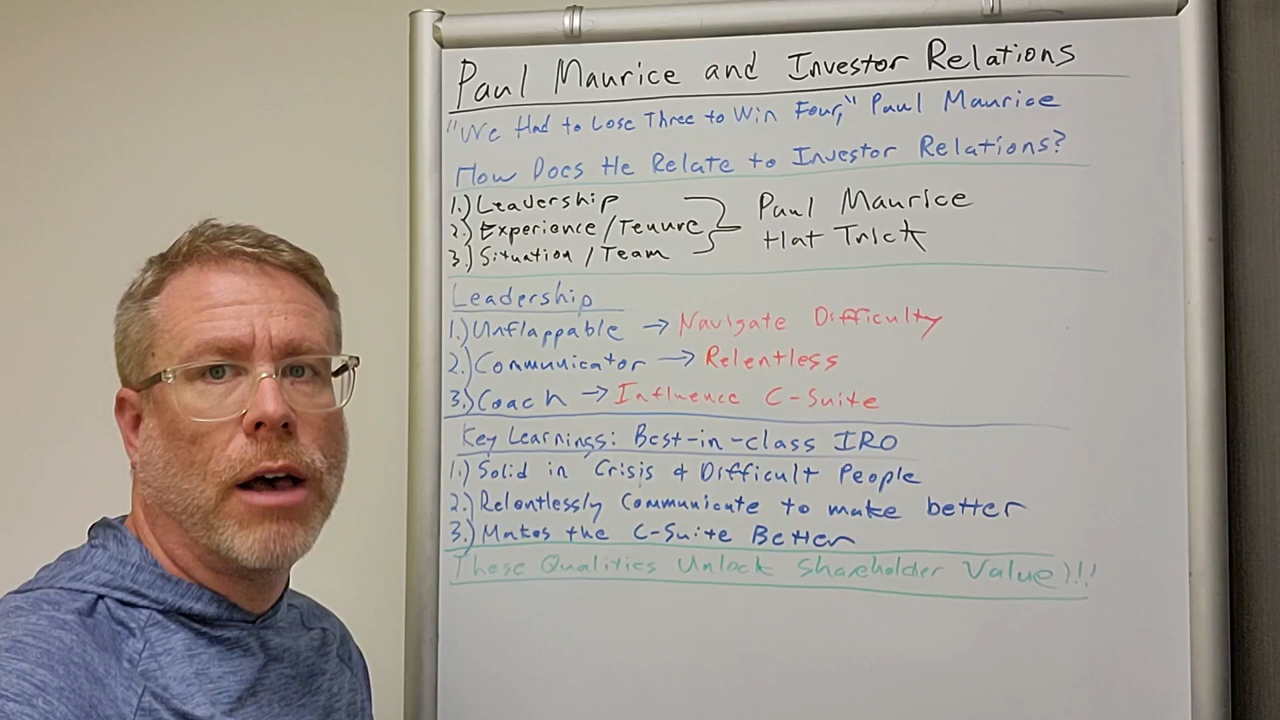 Paul Maurice and Investor Relations
"We Had to Lose Three to Win Four," Paul Maurice
How Does He Relate to Investor Relations?
1.) Leadership
2.) Experience / Tenure
3.) Situation / Team
Paul Maurice
Hat Trick
Leadership
1.) Unflappable → Navigate Difficulty
2.) Communicator → Relentless
3.) Coach → Influence C-Suite
Key Learnings: Best-in-class IRO
1.) Solid in Crisis & Difficult People
2.) Relentlessly Communicate to make better
3.) Makes the C-Suite Better
These Qualities Unlock Shareholder Value)!!